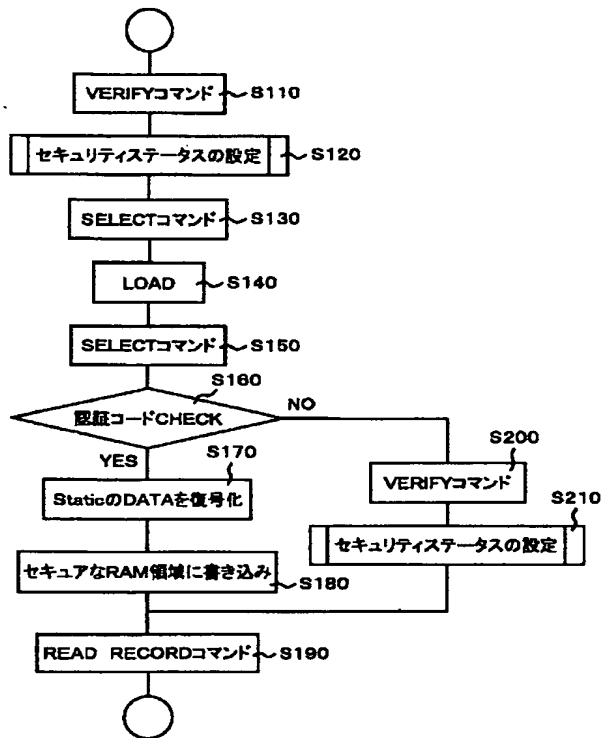 VERIFYコマンド S110
セキュリティステータスの設定 S120
SELECTコマンド S130
LOAD S140
SELECTコマンド S150
S160
認証コードCHECK
NO
YES
S170
S200
StaticのDATAを復号化
VERIFYコマンド
S210
セキュリティステータスの設定
セキュアなRAM領域に書き込み
S180
READ RECORDコマンド S190